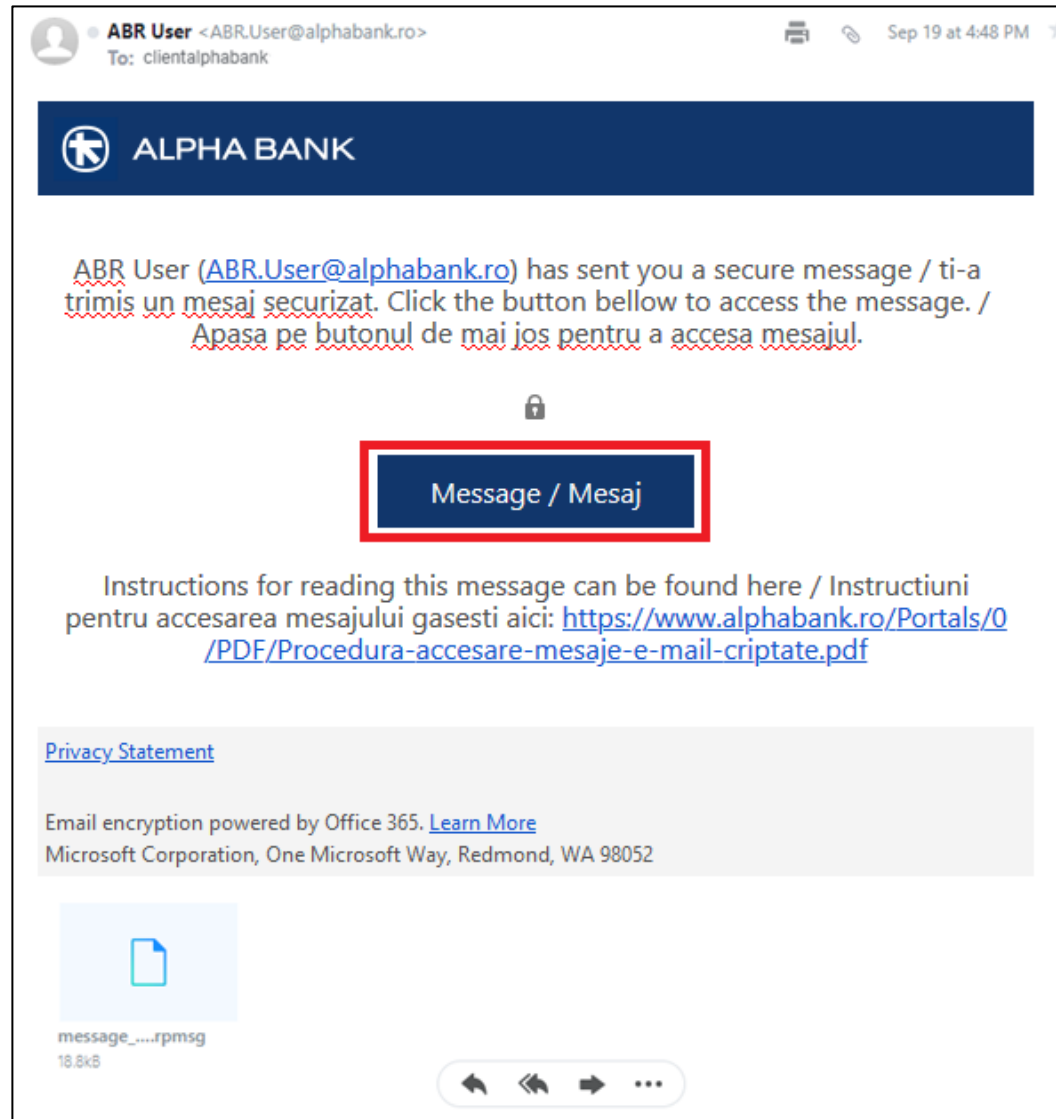 ABR User <ABR.User@alphabank.ro>
Sep 19 at 4:48 PM
To: clientalphabank
ALPHA BANK
ABR User (ABR.User@alphabank.ro) has sent you a secure message / ti-a
trimis un mesaj securizat. Click the button bellow to access the message. /
Apasa pe butonul de mai jos pentru a accesa mesajul.
Message / Mesaj
Instructions for reading this message can be found here / Instructiuni
pentru accesarea mesajului gasesti aici: https://www.alphabank.ro/Portals/0
/PDF/Procedura-accesare-mesaje-e-mail-criptate.pdf
Privacy Statement
Email encryption powered by Office 365. Learn More
Microsoft Corporation, One Microsoft Way, Redmond, WA 98052
message_....rpmsg
18.8kB